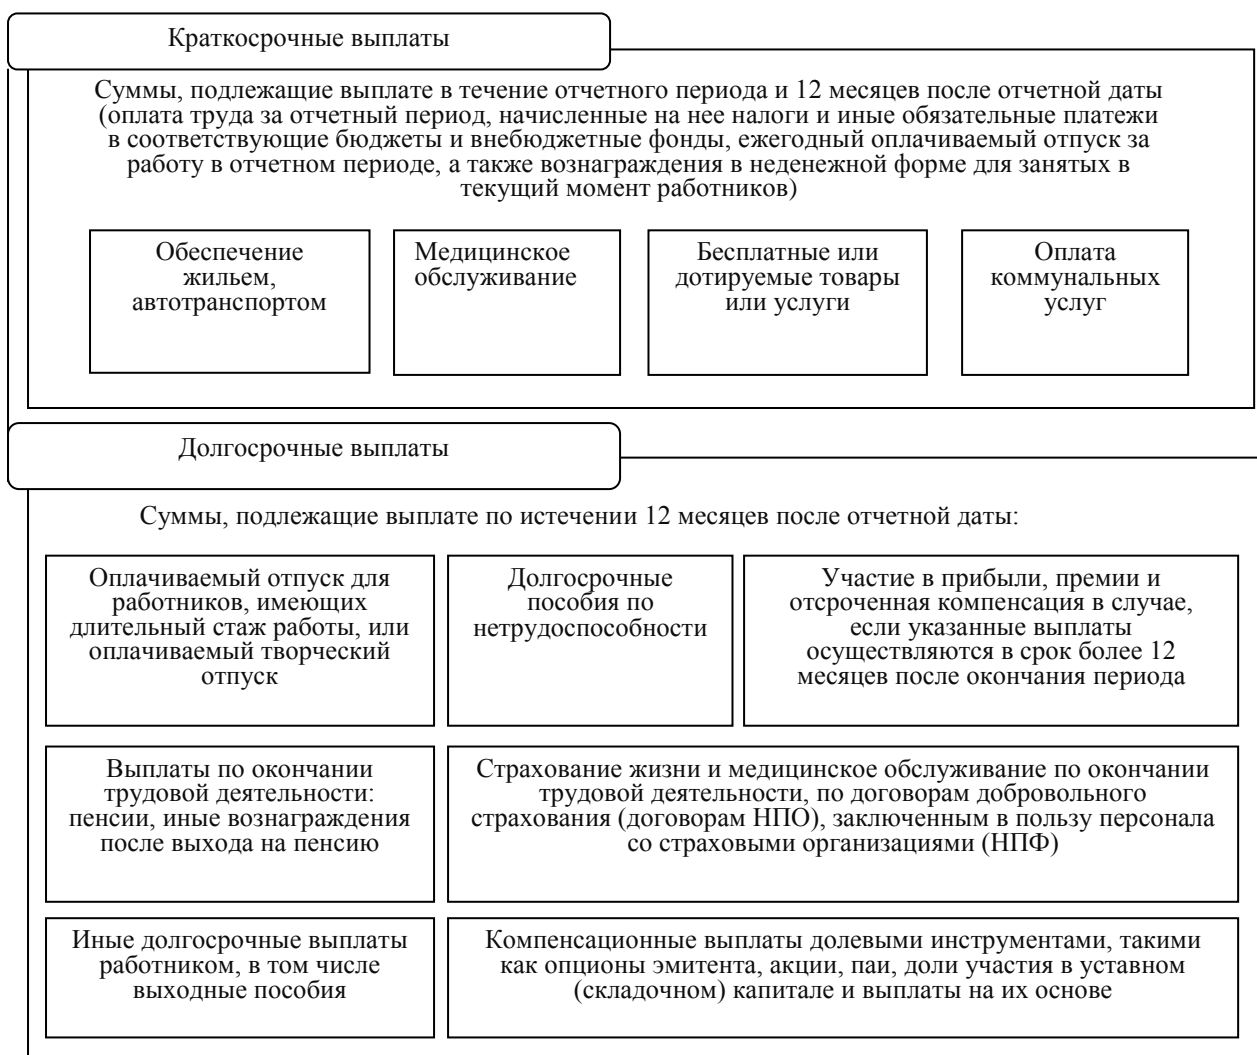 Краткосрочные выплаты
Суммы, подлежащие выплате в течение отчетного периода и 12 месяцев после отчетной даты
(оплата труда за отчетный период, начисленные на нее налоги и иные обязательные платежи
в соответствующие бюджеты и внебюджетные фонды, ежегодный оплачиваемый отпуск за
работу в отчетном периоде, а также вознаграждения в неденежной форме для занятых в
текущий момент работников)
Обеспечение
жильем,
автотранспортом
Медицинское
обслуживание
Бесплатные или
дотируемые товары
или услуги
Оплата
коммунальных
услуг
Долгосрочные выплаты
Суммы, подлежащие выплате по истечении 12 месяцев после отчетной даты:
Оплачиваемый отпуск для
работников, имеющих
длительный стаж работы, или
оплачиваемый творческий
отпуск
Долгосрочные
пособия по
нетрудоспособности
Участие в прибыли, премии и
отсроченная компенсация в случае,
если указанные выплаты
осуществляются в срок более 12
месяцев после окончания периода
Выплаты по окончании
трудовой деятельности:
пенсии, иные вознаграждения
после выхода на пенсию
Страхование жизни и медицинское обслуживание по окончании
трудовой деятельности, по договорам добровольного
страхования (договорам НПО), заключенным в пользу персонала
со страховыми организациями (НПФ)
Иные долгосрочные выплаты
работником, в том числе
выходные пособия
Компенсационные выплаты долевыми инструментами, такими
как опционы эмитента, акции, паи, доли участия в уставном
(складочном) капитале и выплаты на их основе